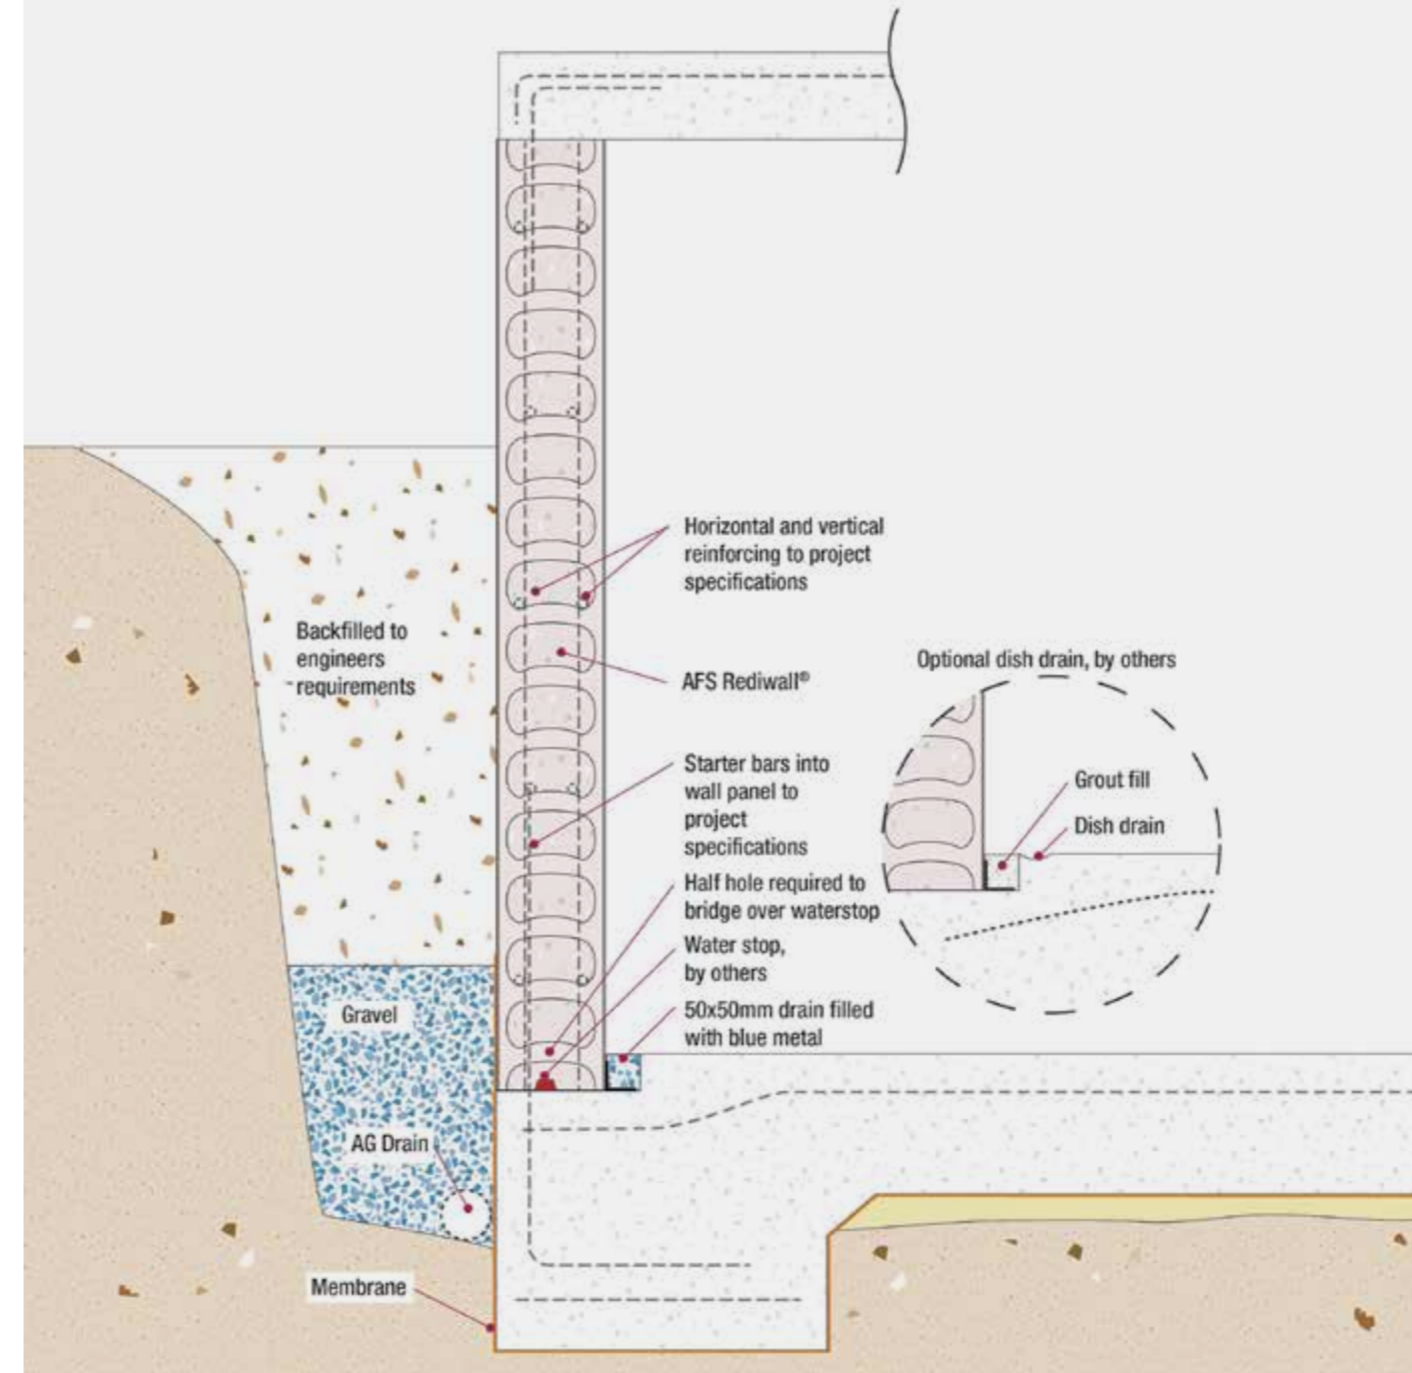 Horizontal and vertical
reinforcing to project
specifications
Backfilled to
engineers
requirements
AFS Rediwall®
Optional dish drain, by others
Starter bars into
wall panel to
project
specifications
Grout fill
Dish drain
Half hole required to
bridge over waterstop
Water stop,
by others
50x50mm drain filled
with blue metal
Gravel
AG Drain
Membrane